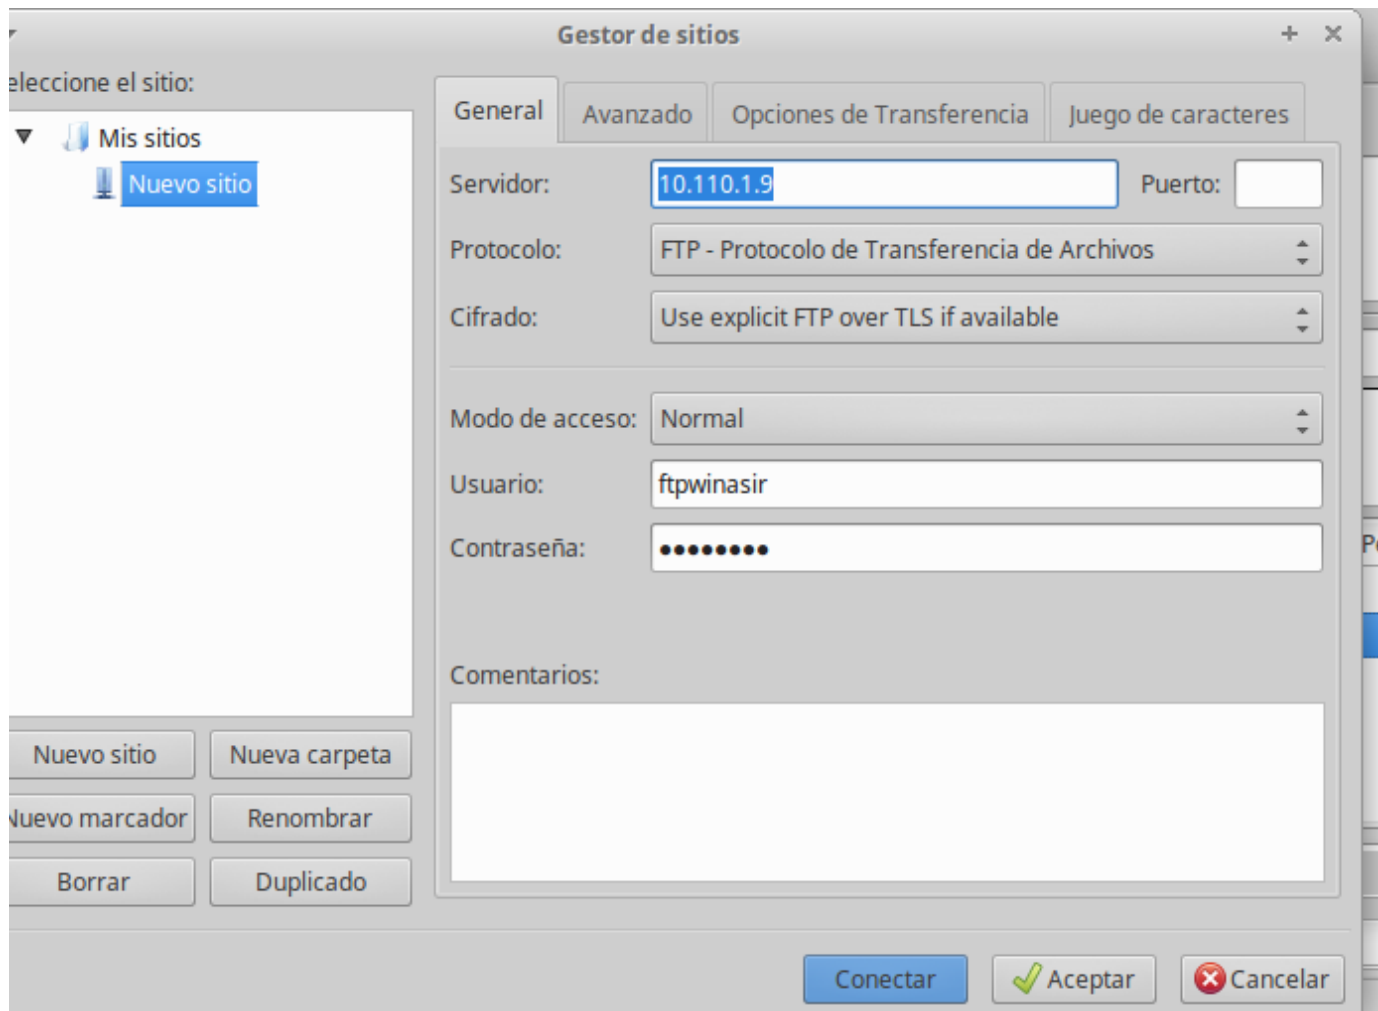 Gestor de sitios
eleccione el sitio:
Mis sitios
Nuevo sitio
General
Avanzado
Opciones de Transferencia
Juego de caracteres
Servidor:
10.110.1.9
Puerto:
Protocolo:
FTP - Protocolo de Transferencia de Archivos
Cifrado:
Use explicit FTP over TLS if available
Modo de acceso:
Normal
Usuario:
ftpwinasir
Contraseña:
••••••••
Comentarios:
Nuevo sitio
Nueva carpeta
Nuevo marcador
Renombrar
Borrar
Duplicado
Conectar
Aceptar
Cancelar